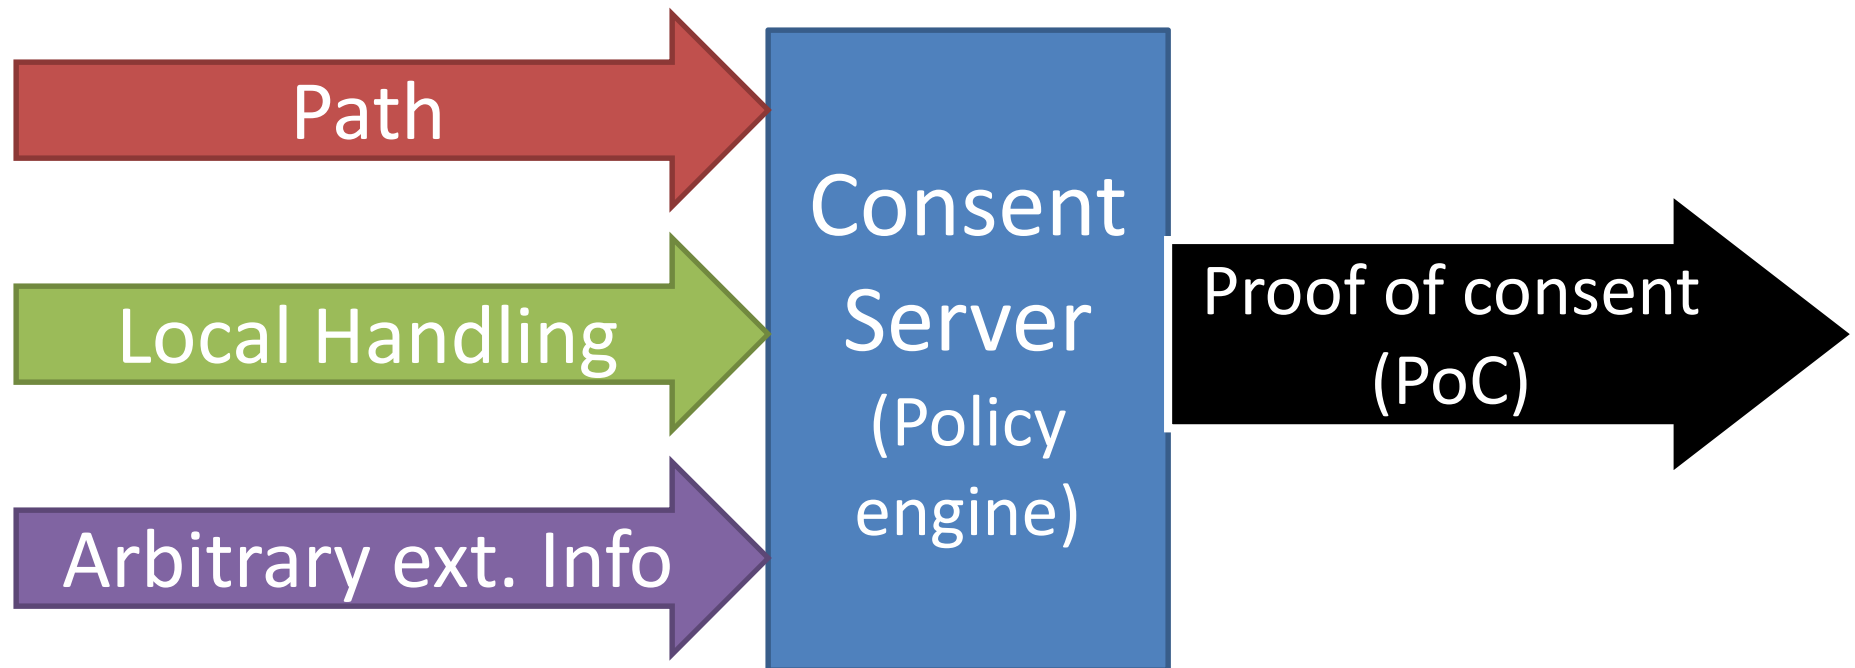 Path
Local Handling
Arbitrary ext. Info
Consent
Server
(Policy
engine)
Proof of consent
(PoC)